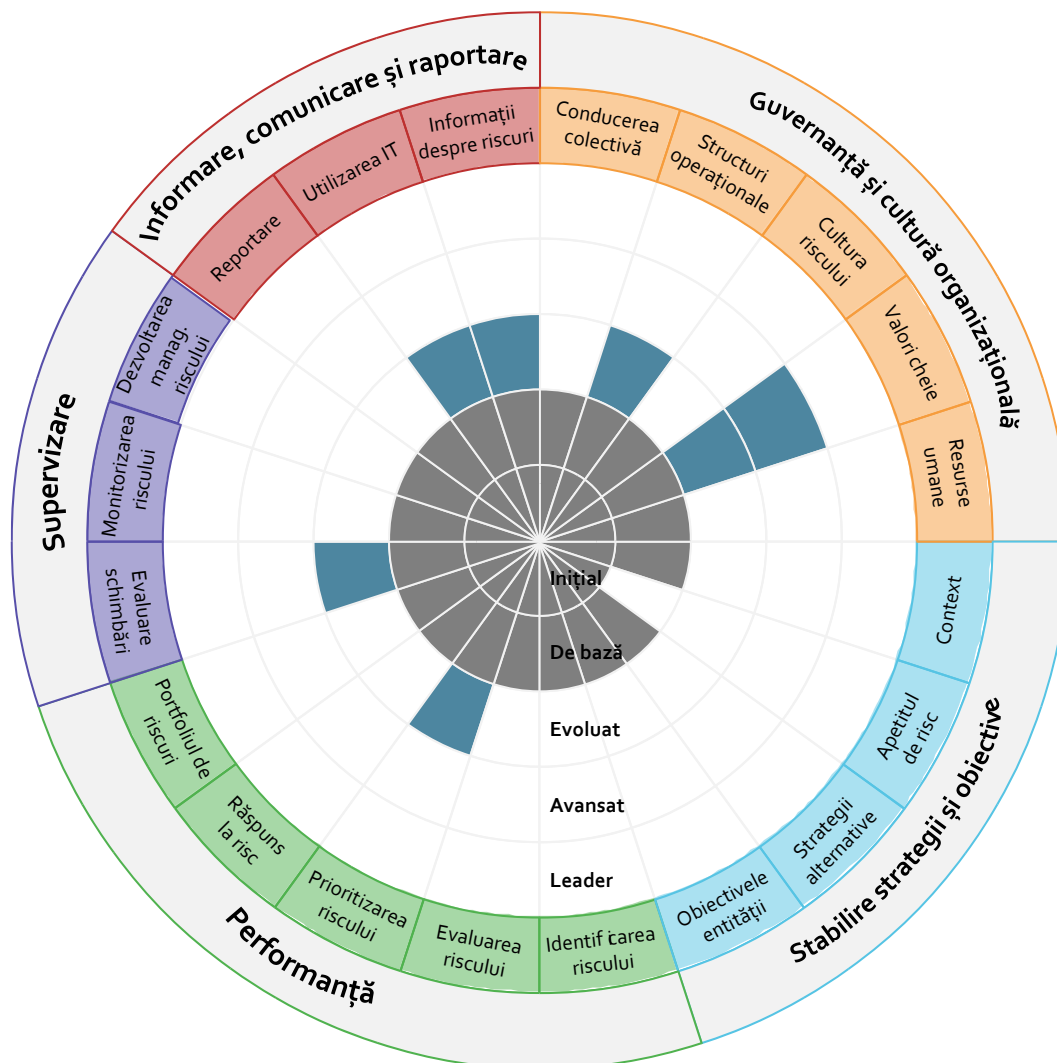 Informare, comunicare și raportare
Guvernanță și cultură organizațională
Stabilire strategii și obiective
Performanță
Supervizare
Conducerea
colectivă
Structuri
operaționale
Cultura
riscului
Valori cheie
Resurse
umane
Context
Apetitul
de risc
Strategii
alternative
Obiectivele
entității
Identificarea
riscului
Evaluarea
riscului
Prioritizarea
riscului
Răspuns
la risc
Portfoliul de
riscuri
Evaluare
schimbări
Monitorizarea
riscului
Dezvoltarea
manag.
riscului
Reportare
Utilizarea IT
Informații
despre riscuri
Inițial
De bază
Evoluat
Avansat
Leader